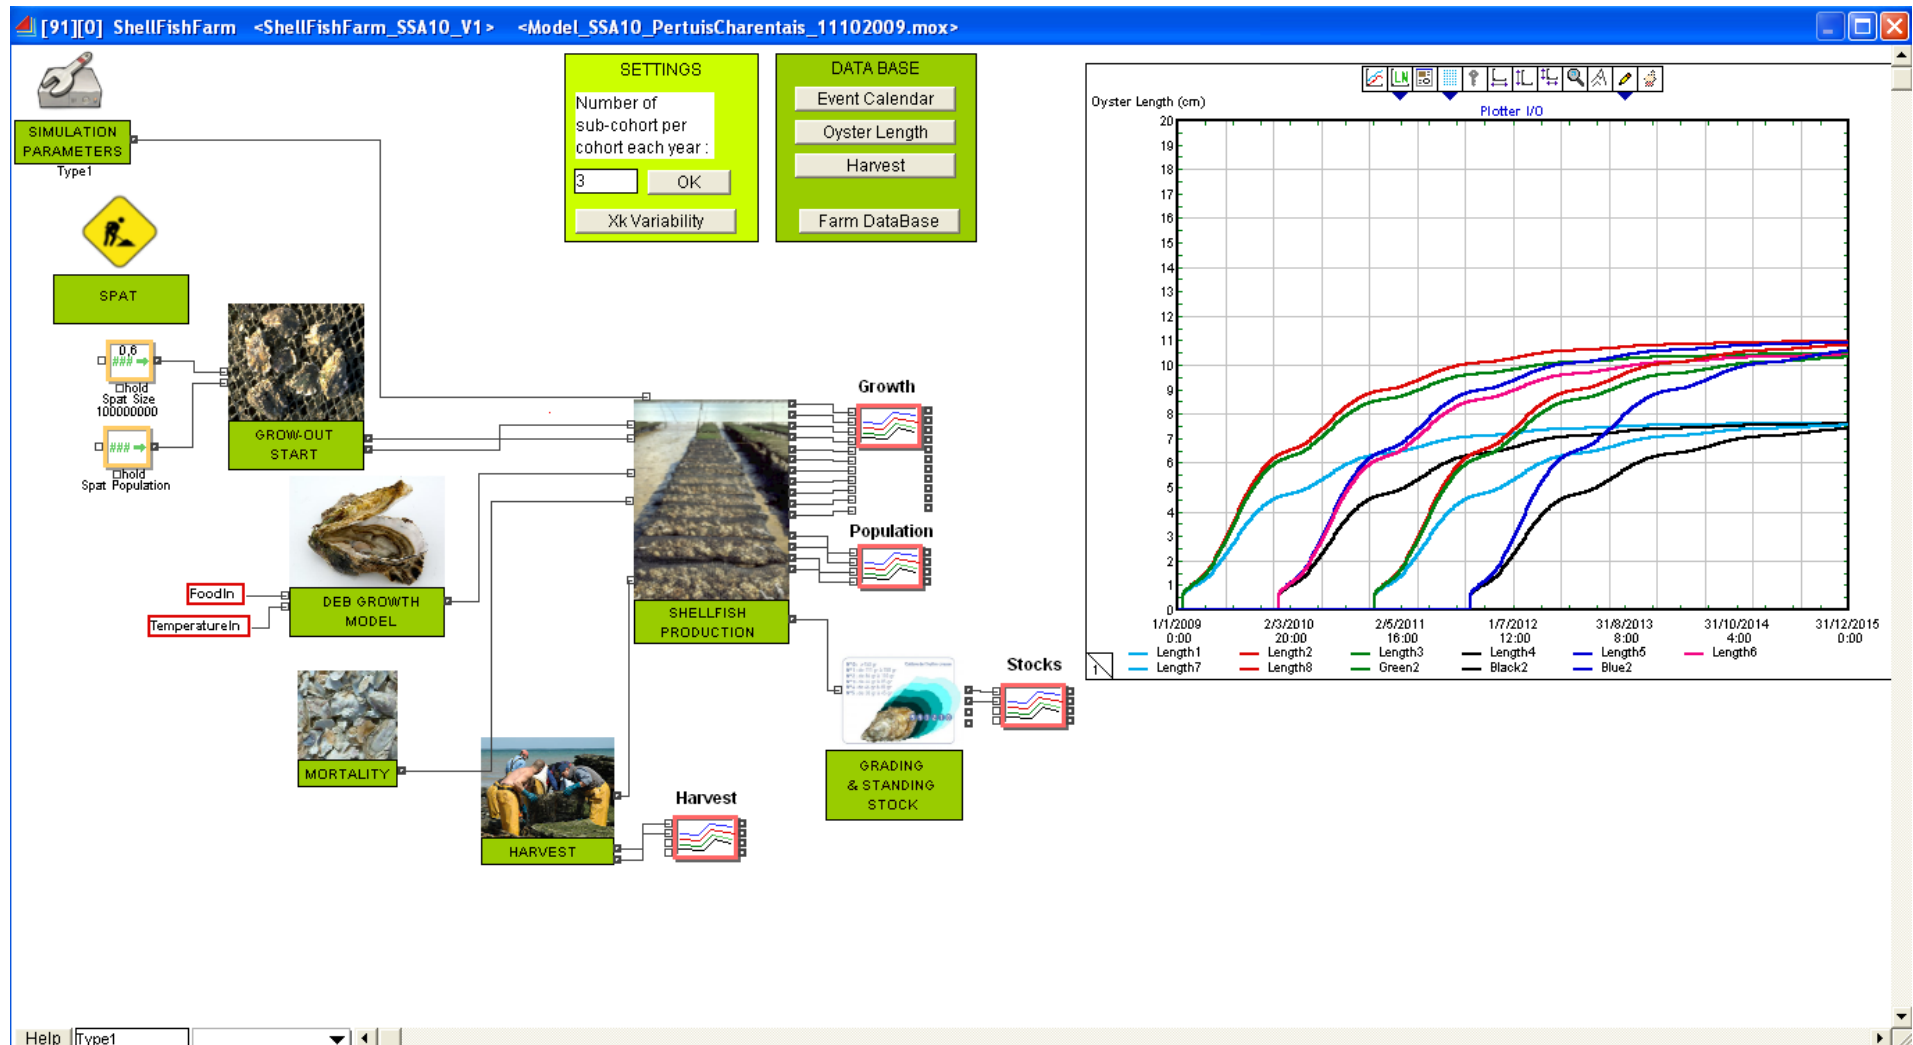 [91][0] ShellFishFarm <ShellFishFarm_SSA10_V1> <Model_SSA10_PertuisCharentais_11102009.mox>
SIMULATION
PARAMETERS
Type1
SETTINGS
Number of
sub-cohort per
cohort each year :
3
OK
Xk Variability
DATA BASE
Event Calendar
Oyster Length
Harvest
Farm DataBase
SPAT
0,6
###
hold
Spat Size
100000000
###
hold
Spat Population
GROW-OUT
START
FoodIn
TemperatureIn
DEB GROWTH
MODEL
MORTALITY
HARVEST
Harvest
SHELLFISH
PRODUCTION
Growth
Population
GRADING
& STANDING
STOCK
Stocks
Oyster Length (cm)
Plotter I/O
20
19
18
17
16
15
14
13
12
11
10
9
8
7
6
5
4
3
2
1
0
1/1/2009 2/3/2010 2/5/2011 1/7/2012 31/8/2013 31/10/2014 31/12/2015
0:00 20:00 16:00 12:00 8:00 4:00 0:00
Length1 Length2 Length3 Length4 Length5 Length6
Length7 Length8 Green2 Black2 Blue2
1
Help Type1